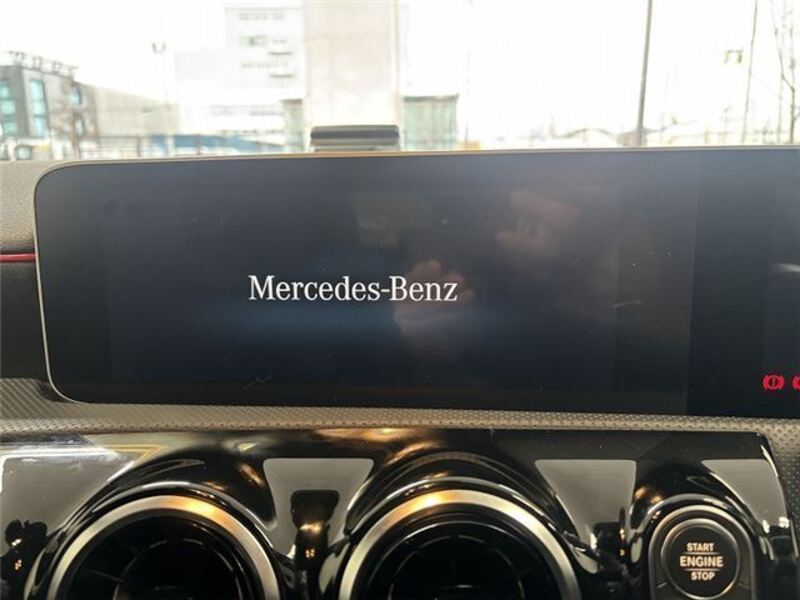 Mercedes-Benz
START
ENGINE
STOP